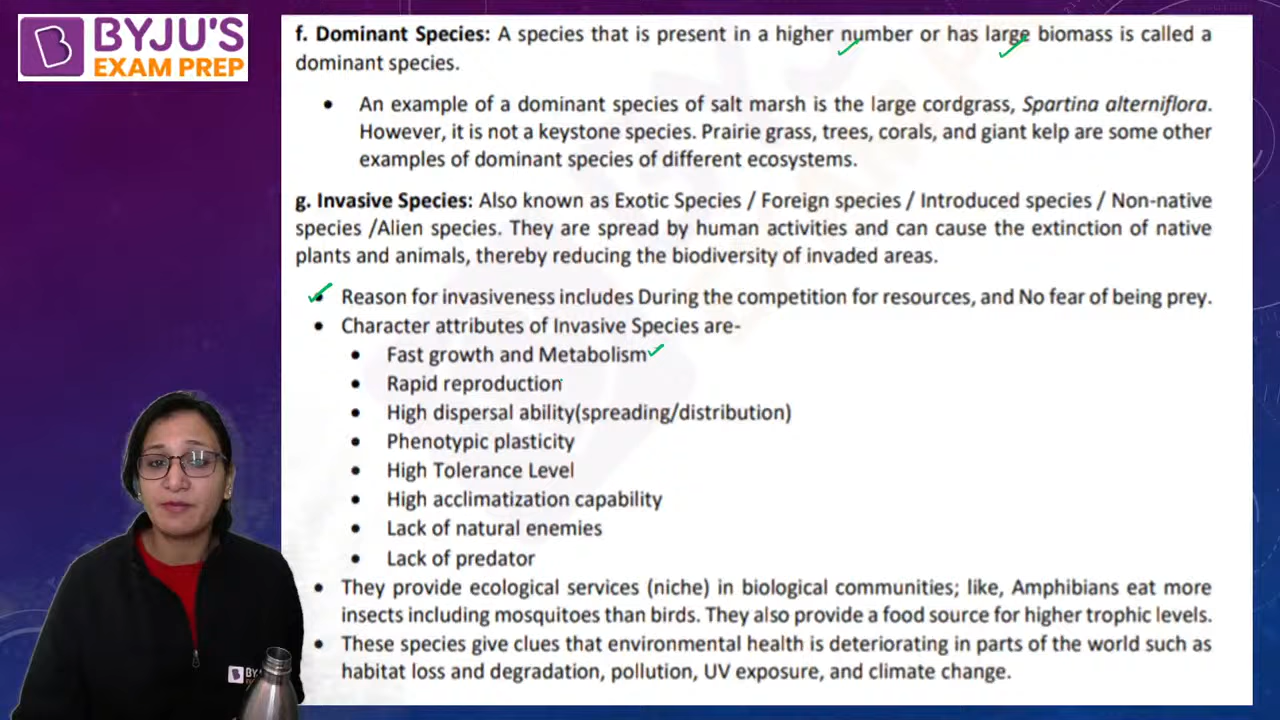 BYJU'S
EXAM PREP
f. Dominant Species: A species that is present in a higher number or has large biomass is called a
dominant species.
• An example of a dominant species of salt marsh is the large cordgrass, Spartina alterniflora.
However, it is not a keystone species. Prairie grass, trees, corals, and giant kelp are some other
examples of dominant species of different ecosystems.
g. Invasive Species: Also known as Exotic Species / Foreign species / Introduced species / Non-native
species /Alien species. They are spread by human activities and can cause the extinction of native
plants and animals, thereby reducing the biodiversity of invaded areas.
• Reason for invasiveness includes During the competition for resources, and No fear of being prey.
• Character attributes of Invasive Species are-
• Fast growth and Metabolism
• Rapid reproduction
• High dispersal ability(spreading/distribution)
• Phenotypic plasticity
• High Tolerance Level
• High acclimatization capability
• Lack of natural enemies
• Lack of predator
• They provide ecological services (niche) in biological communities; like, Amphibians eat more
insects including mosquitoes than birds. They also provide a food source for higher trophic levels.
• These species give clues that environmental health is deteriorating in parts of the world such as
habitat loss and degradation, pollution, UV exposure, and climate change.